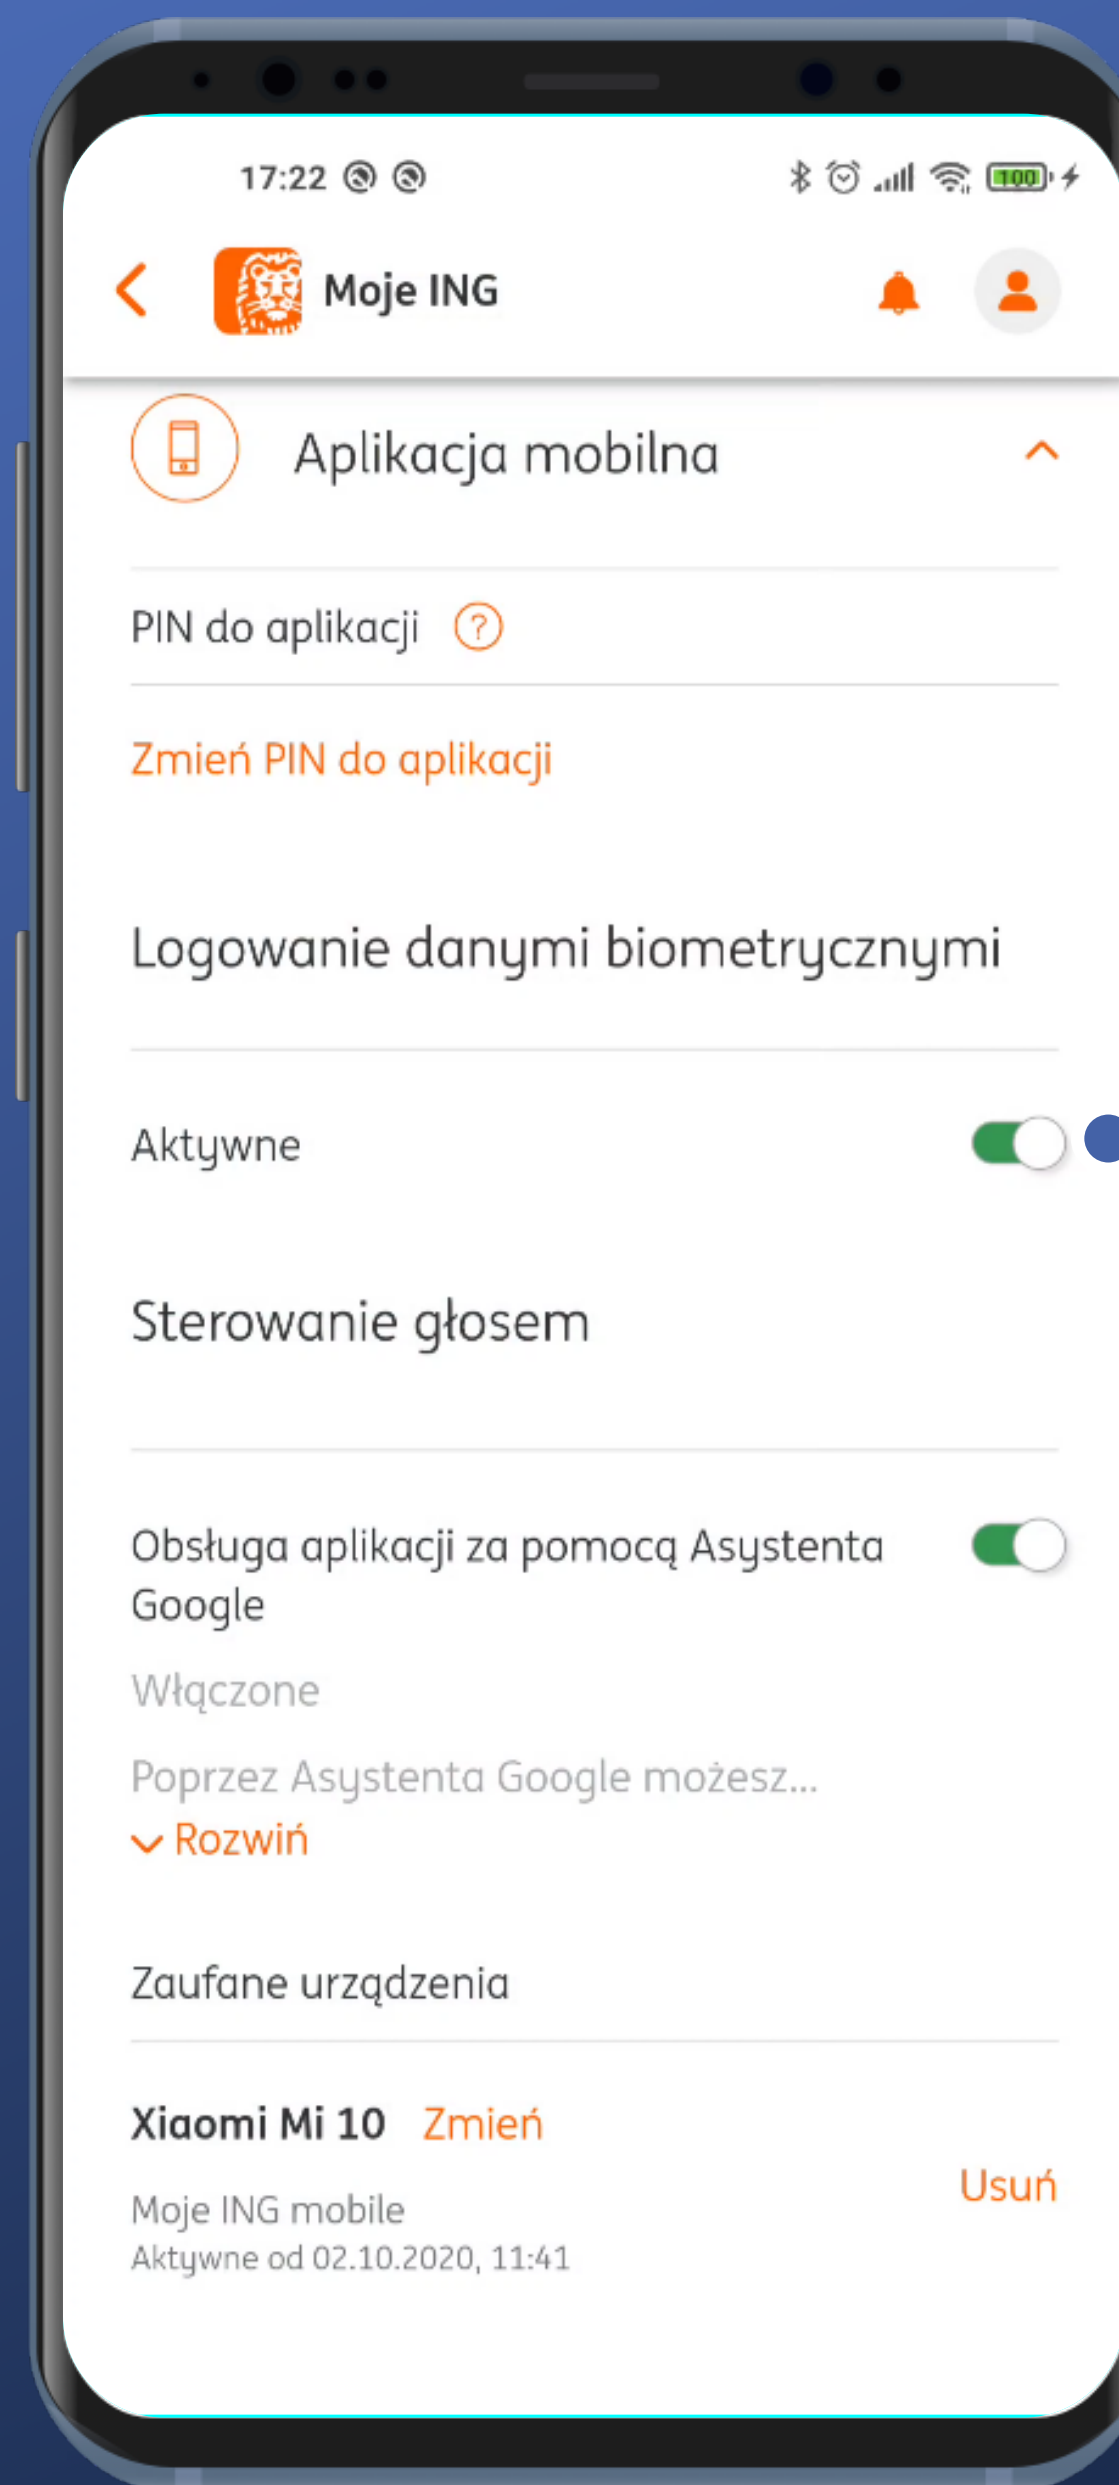 17:22
100
Moje ING
Aplikacja mobilna
PIN do aplikacji ?
Zmień PIN do aplikacji
Logowanie danymi biometrycznymi
Aktywne
Sterowanie głosem
Obsługa aplikacji za pomocą Asystenta
Google
Włączone
Poprzez Asystenta Google możesz...
Rozwiń
Zaufane urządzenia
Xiaomi Mi 10 Zmień
Usuń
Moje ING mobile
Aktywne od 02.10.2020, 11:41